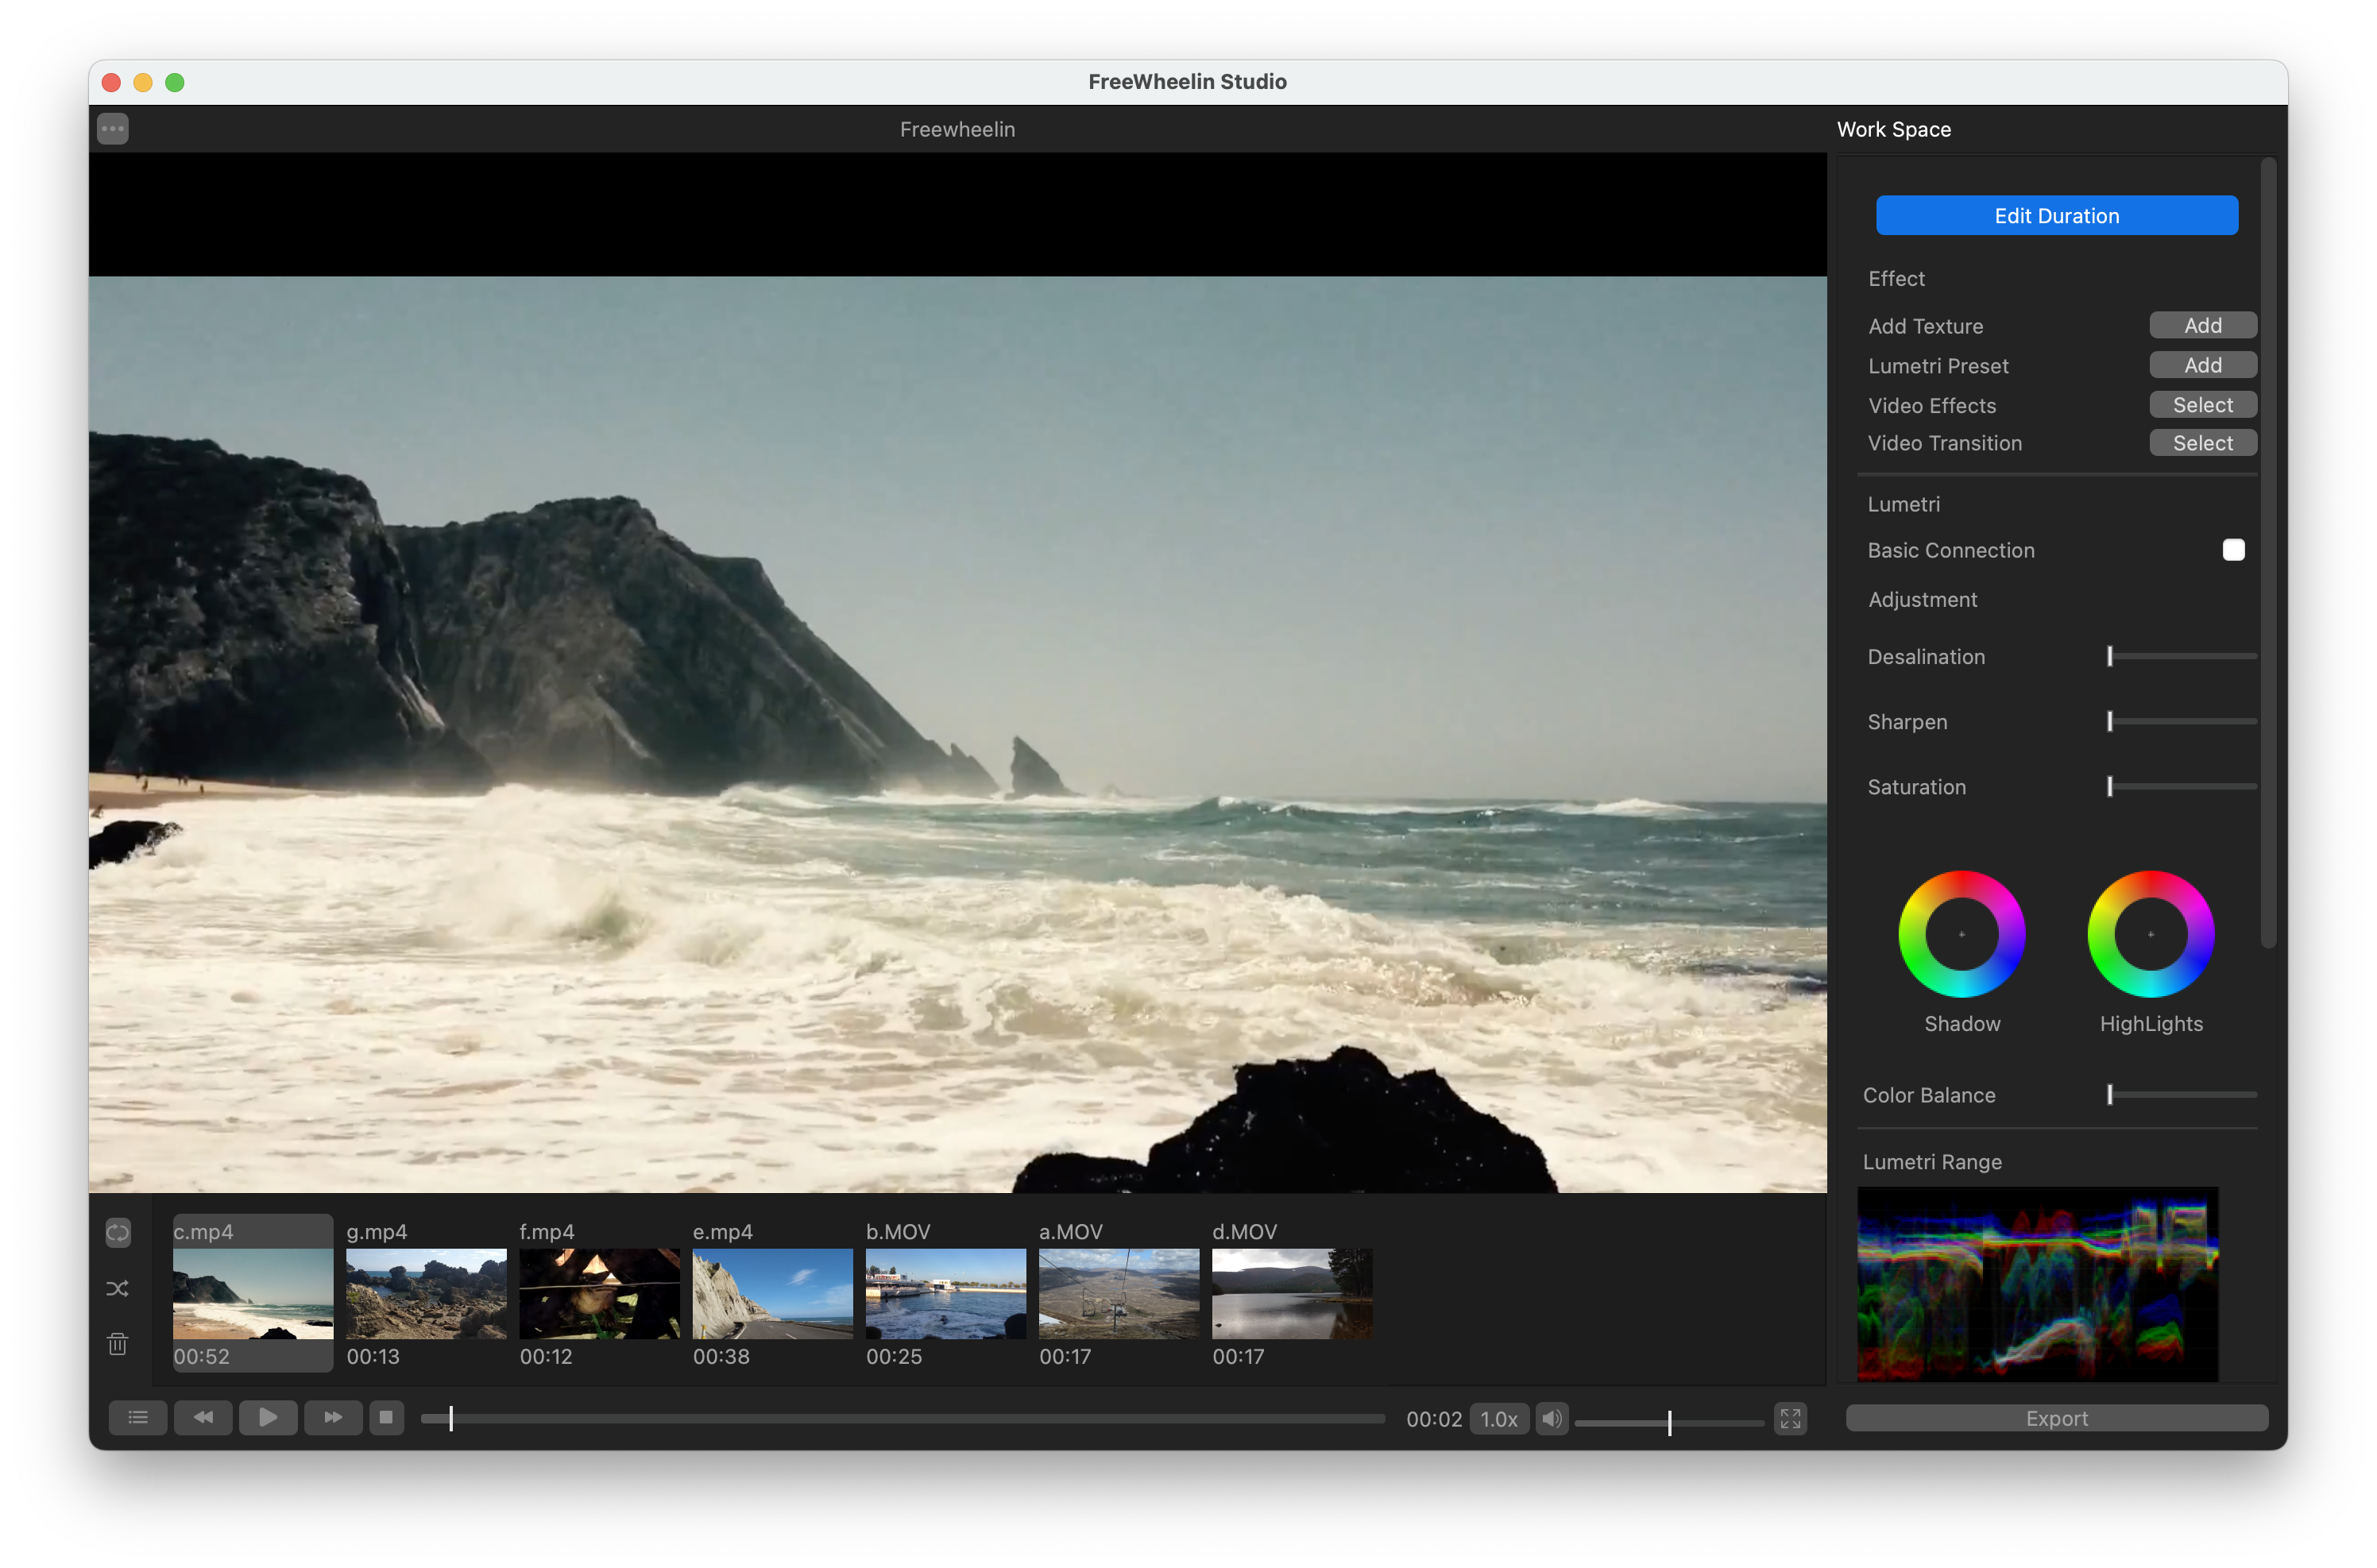 FreeWheelin Studio
Freewheelin
Work Space
Edit Duration
Effect
Add Texture Add
Lumetri Preset Add
Video Effects Select
Video Transition Select
Lumetri
Basic Connection
Adjustment
Desalination
Sharpen
Saturation
Shadow HighLights
Color Balance
Lumetri Range
c.mp4 g.mp4 f.mp4 e.mp4 b.MOV a.MOV d.MOV
00:52 00:13 00:12 00:38 00:25 00:17 00:17
00:02 1.0x
Export